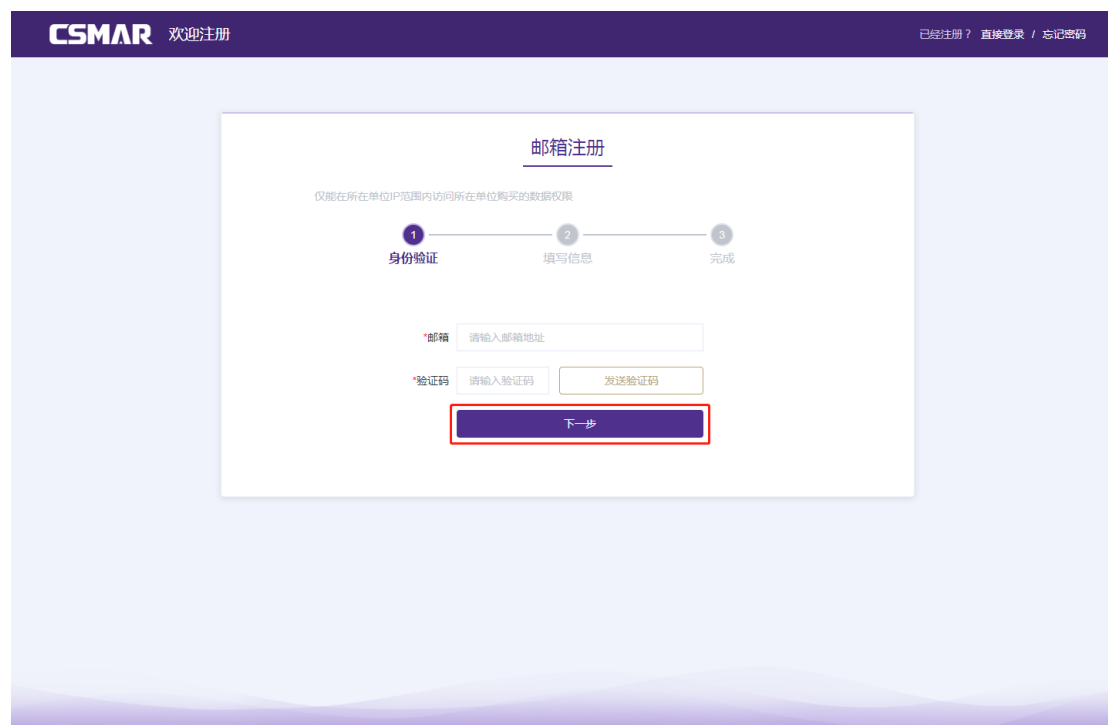 CSMAR 欢迎注册 已经注册？ 直接登录 / 忘记密码
邮箱注册
仅能在所在单位IP范围内访问所在单位购买的数据权限
1 2 3
身份验证 填写信息 完成
*邮箱 请输入邮箱地址
*验证码 请输入验证码 发送验证码
下一步